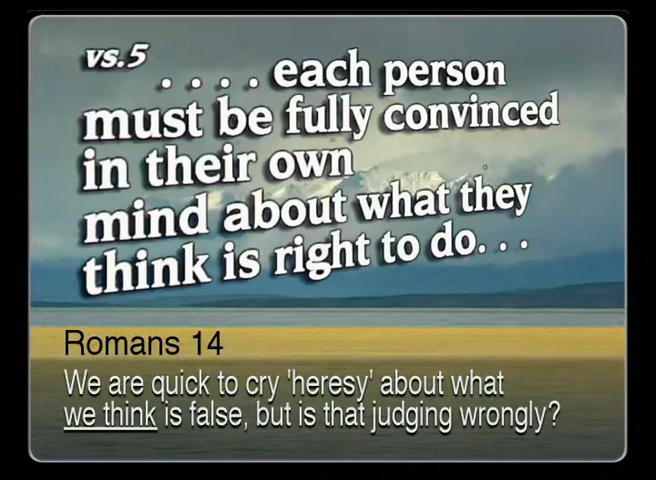 vs.5
. . . . each person
must be fully convinced
in their own
mind about what they
think is right to do. . .
Romans 14
We are quick to cry 'heresy' about what
we think is false, but is that judging wrongly?